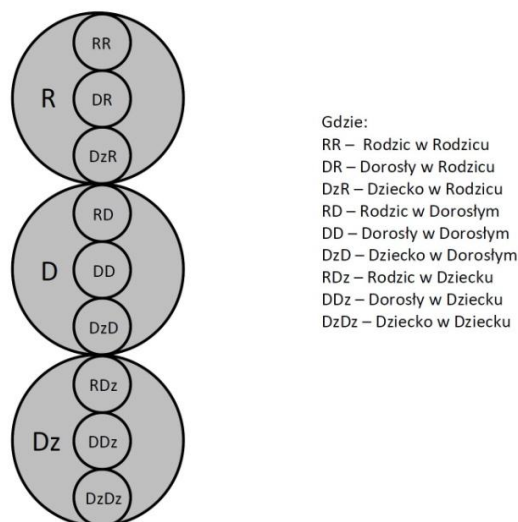 RR
R
DR
DzR
RD
D
DD
DzD
RDz
Dz
DDz
DzDz
Gdzie:
RR – Rodzic w Rodzicu
DR – Dorosły w Rodzicu
DzR – Dziecko w Rodzicu
RD – Rodzic w Dorosłym
DD – Dorosły w Dorosłym
DzD – Dziecko w Dorosłym
RDz – Rodzic w Dziecku
DDz – Dorosły w Dziecku
DzDz – Dziecko w Dziecku